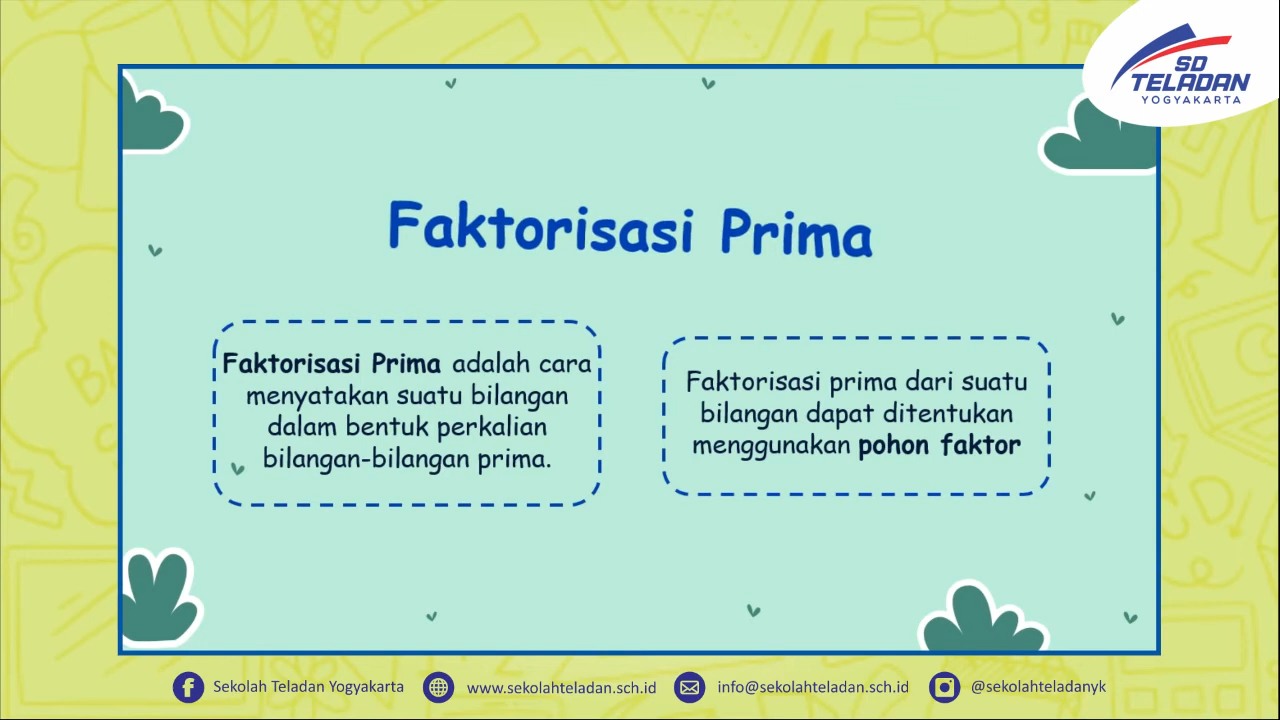 SD
TELADAN
YOGYAKARTA
Faktorisasi Prima
Faktorisasi Prima adalah cara
menyatakan suatu bilangan
dalam bentuk perkalian
bilangan-bilangan prima.
Faktorisasi prima dari suatu
bilangan dapat ditentukan
menggunakan pohon faktor
Sekolah Teladan Yogyakarta
www.sekolahteladan.sch.id
info@sekolahteladan.sch.id
@sekolahteladanyk